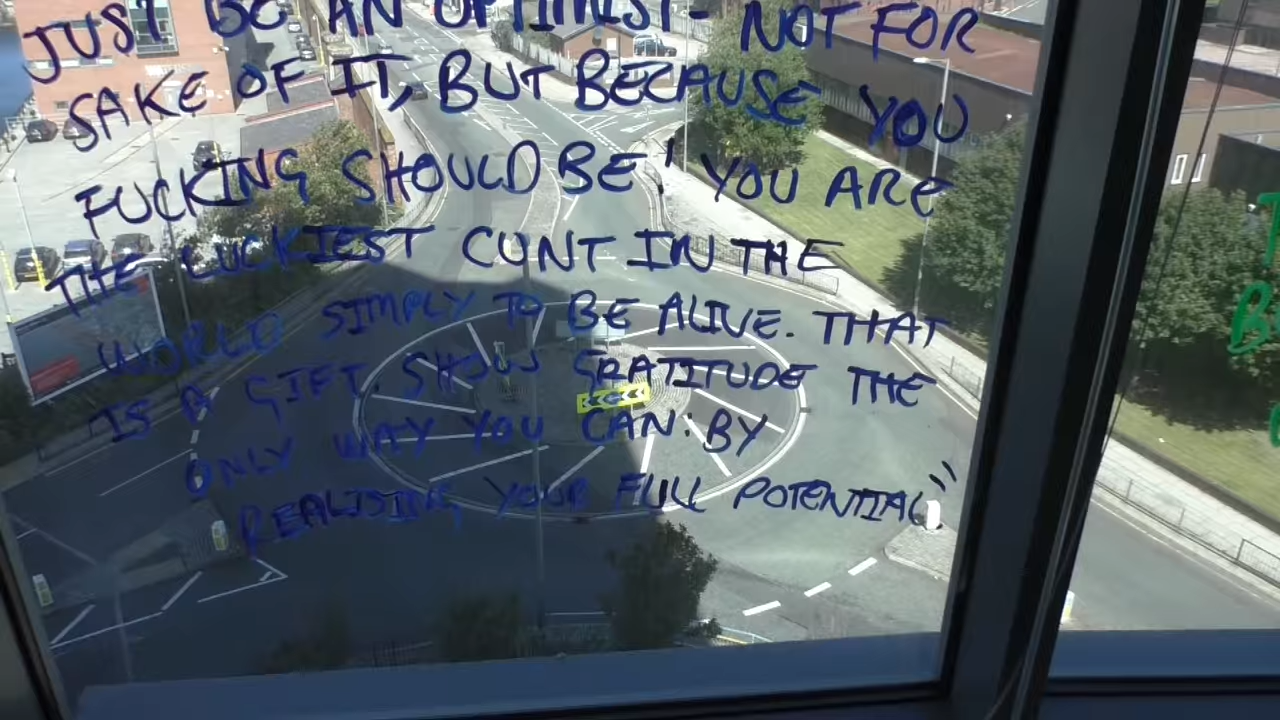 JUST BE AN OPTIMIST - NOT FOR
SAKE OF IT, BUT BECAUSE YOU
FUCKING SHOULD BE! YOU ARE
THE LUCKIEST CUNT IN THE
WORLD SIMPLY TO BE ALIVE. THAT
IS A GIFT. SHOW GRATITUDE THE
ONLY WAY YOU CAN: BY
REALISING YOUR FULL POTENTIAL"
T
B